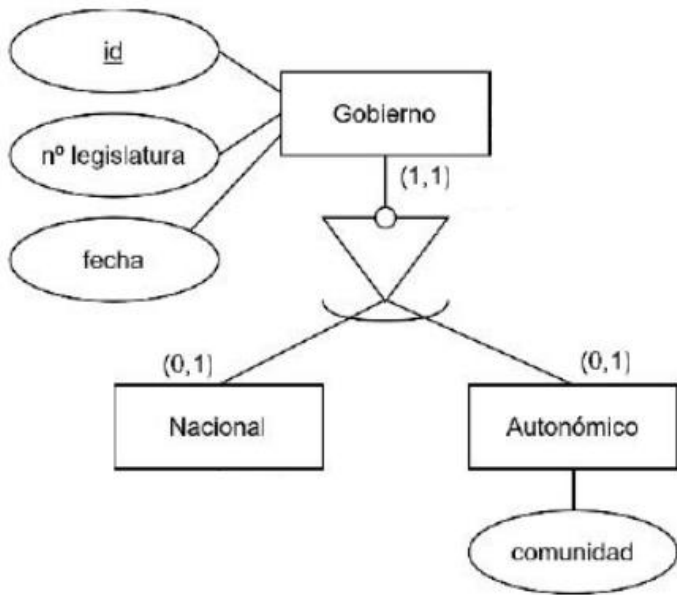 id
Gobierno
nº legislatura
(1,1)
fecha
(0,1)
(0,1)
Nacional
Autonómico
comunidad